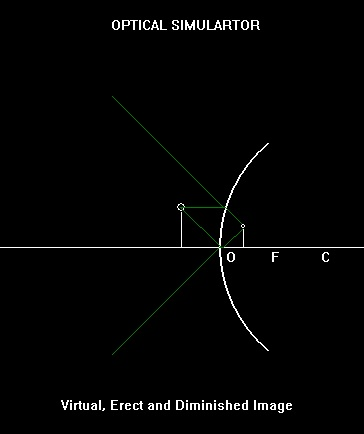 OPTICAL SIMULARTOR
O F C
Virtual, Erect and Diminished Image